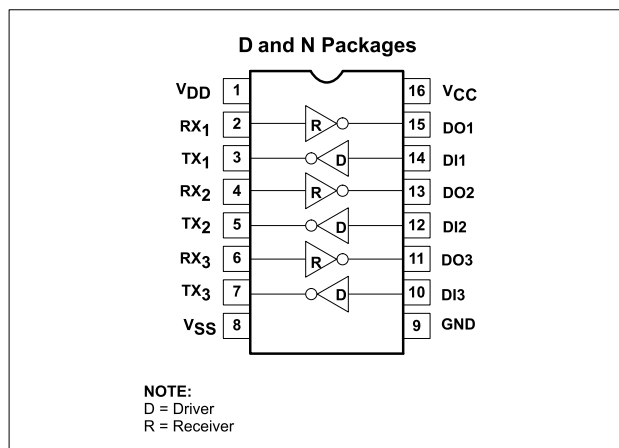 D and N Packages
VDD 1 16 VCC
RX1 2 R 15 DO1
TX1 3 D 14 DI1
RX2 4 R 13 DO2
TX2 5 D 12 DI2
RX3 6 R 11 DO3
TX3 7 D 10 DI3
VSS 8 9 GND
NOTE:
D = Driver
R = Receiver